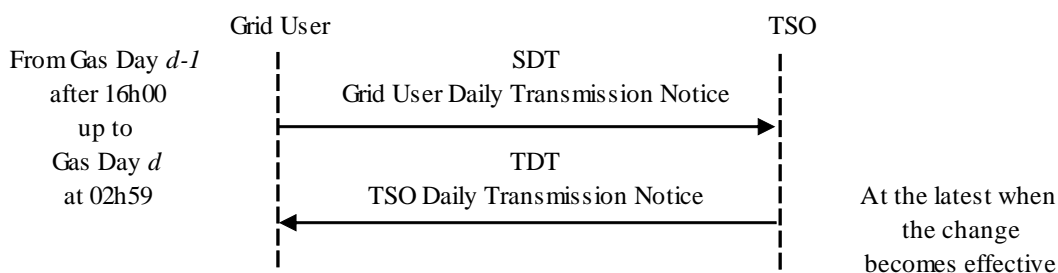 Grid User
TSO
From Gas Day d-1
after 16h00
up to
Gas Day d
at 02h59
SDT
Grid User Daily Transmission Notice
TDT
TSO Daily Transmission Notice
At the latest when
the change
becomes effective